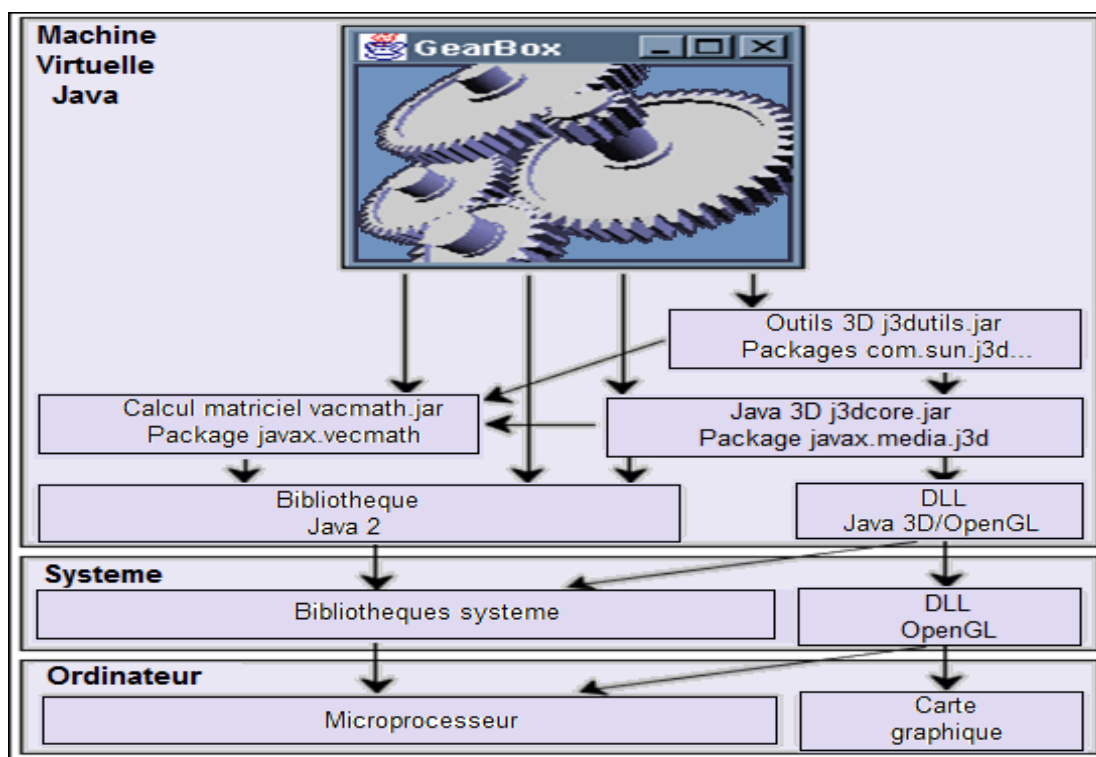 Machine
Virtuelle
Java
GearBox
Outils 3D j3dutils.jar
Packages com.sun.j3d...
Calcul matriciel vacmath.jar
Package javax.vecmath
Java 3D j3dcore.jar
Package javax.media.j3d
Bibliotheque
Java 2
DLL
Java 3D/OpenGL
Systeme
Bibliotheques systeme
DLL
OpenGL
Ordinateur
Microprocesseur
Carte
graphique